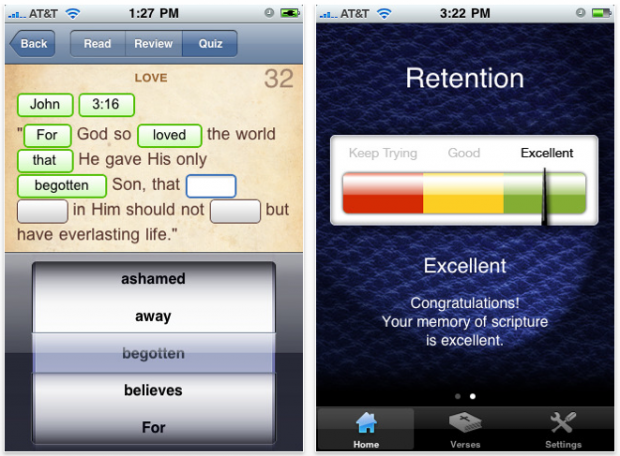 AT&T 1:27 PM
Back Read Review Quiz
LOVE 32
John 3:16
"For God so loved the world
that He gave His only
begotten Son, that
in Him should not but
have everlasting life."
ashamed
away
begotten
believes
For
AT&T 3:22 PM
Retention
Keep Trying Good Excellent
Excellent
Congratulations!
Your memory of scripture
is excellent.
Home Verses Settings